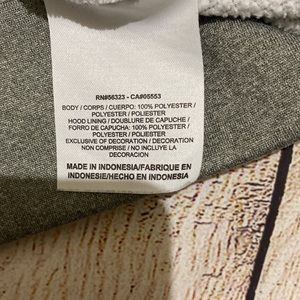 RN#56323 - CA#05553
BODY / CORPS / CUERPO: 100% POLYESTER /
POLYESTER / POLIESTER
HOOD LINING / DOUBLURE DE CAPUCHE /
FORRO DE CAPUCHA: 100% POLYESTER /
POLYESTER / POLIESTER
EXCLUSIVE OF DECORATION / DECORATION
NON COMPRISE / NO INCLUYE LA
DECORACION
MADE IN INDONESIA/FABRIQUE EN
INDONESIE/HECHO EN INDONESIA